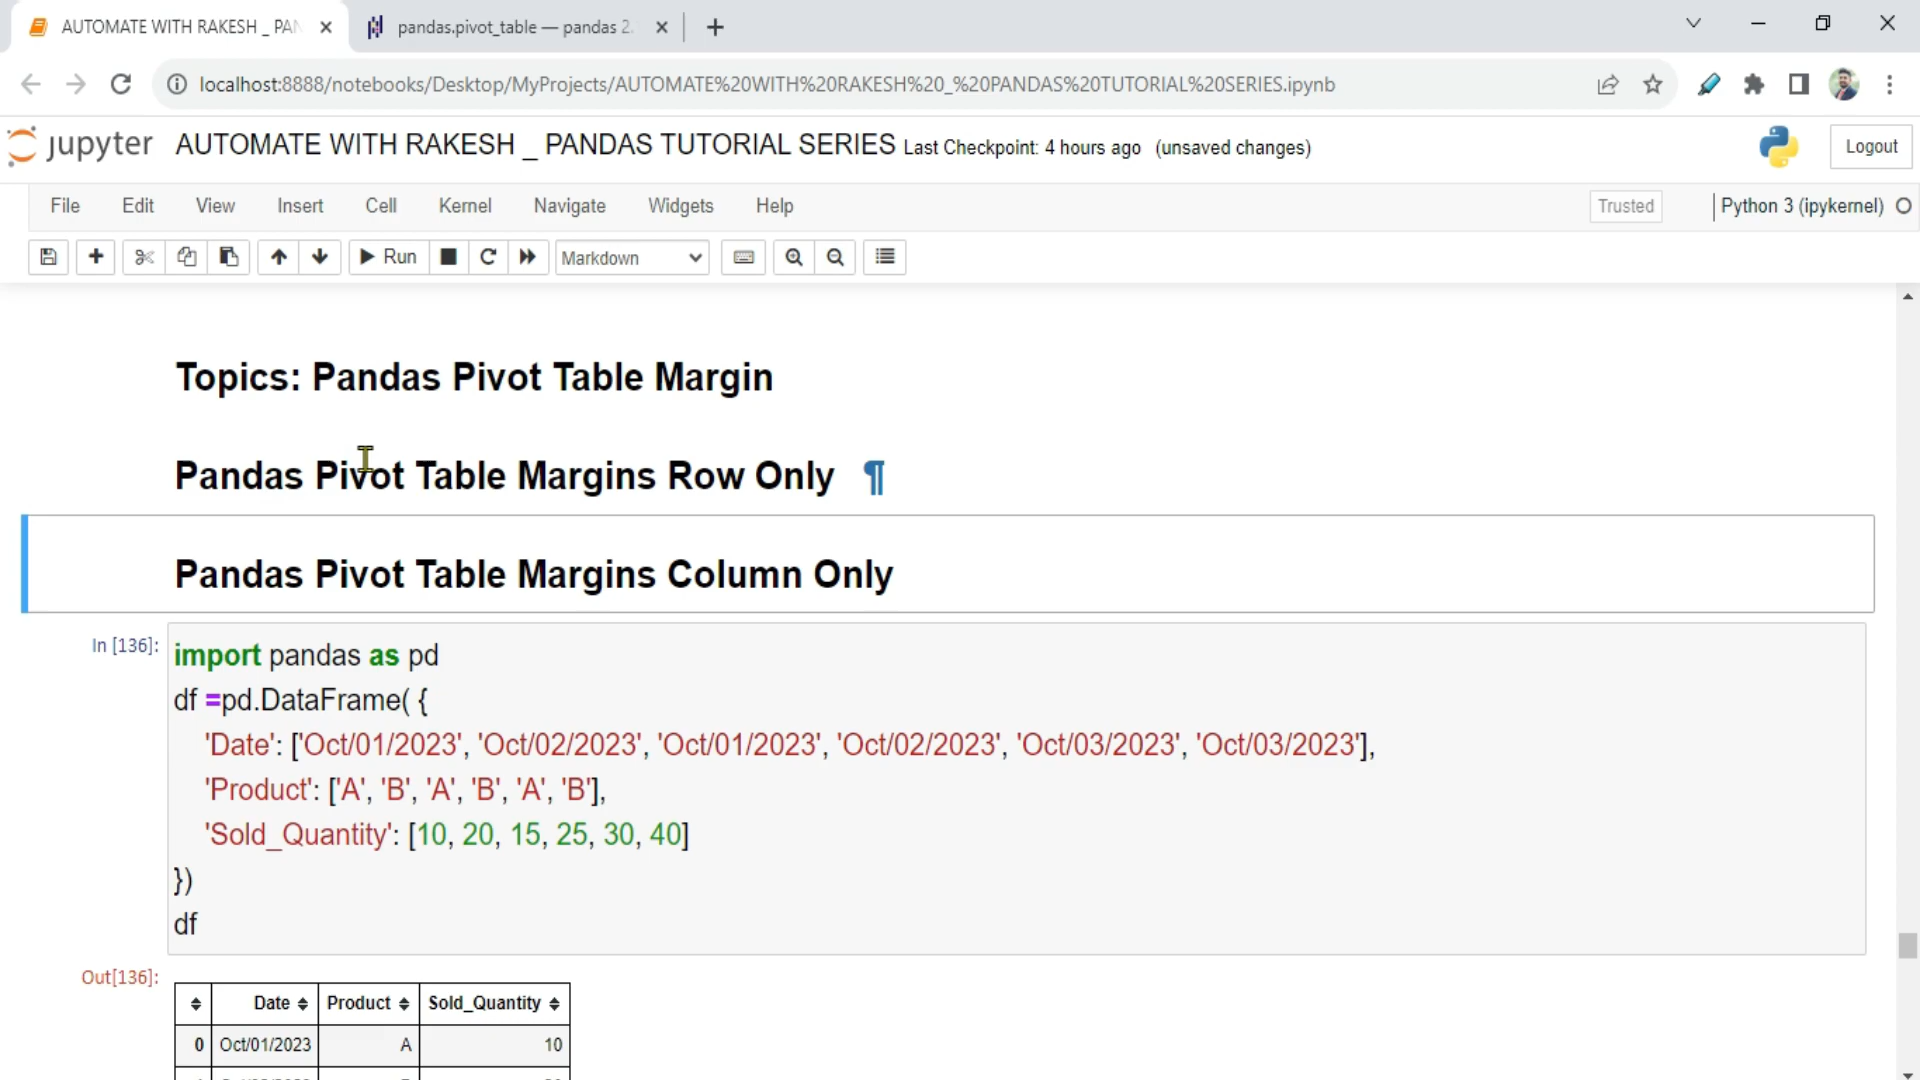 AUTOMATE WITH RAKESH _ PAN
pandas.pivot_table — pandas 2.
localhost:8888/notebooks/Desktop/MyProjects/AUTOMATE%20WITH%20RAKESH%20_%20PANDAS%20TUTORIAL%20SERIES.ipynb
jupyter AUTOMATE WITH RAKESH _ PANDAS TUTORIAL SERIES Last Checkpoint: 4 hours ago (unsaved changes) Logout
File Edit View Insert Cell Kernel Navigate Widgets Help Trusted Python 3 (ipykernel)
Run Markdown
Topics: Pandas Pivot Table Margin
Pandas Pivot Table Margins Row Only ¶
Pandas Pivot Table Margins Column Only
In [136]: import pandas as pd
df =pd.DataFrame( {
'Date': ['Oct/01/2023', 'Oct/02/2023', 'Oct/01/2023', 'Oct/02/2023', 'Oct/03/2023', 'Oct/03/2023'],
'Product': ['A', 'B', 'A', 'B', 'A', 'B'],
'Sold_Quantity': [10, 20, 15, 25, 30, 40]
})
df
Out[136]:
Date Product Sold_Quantity
0 Oct/01/2023 A 10